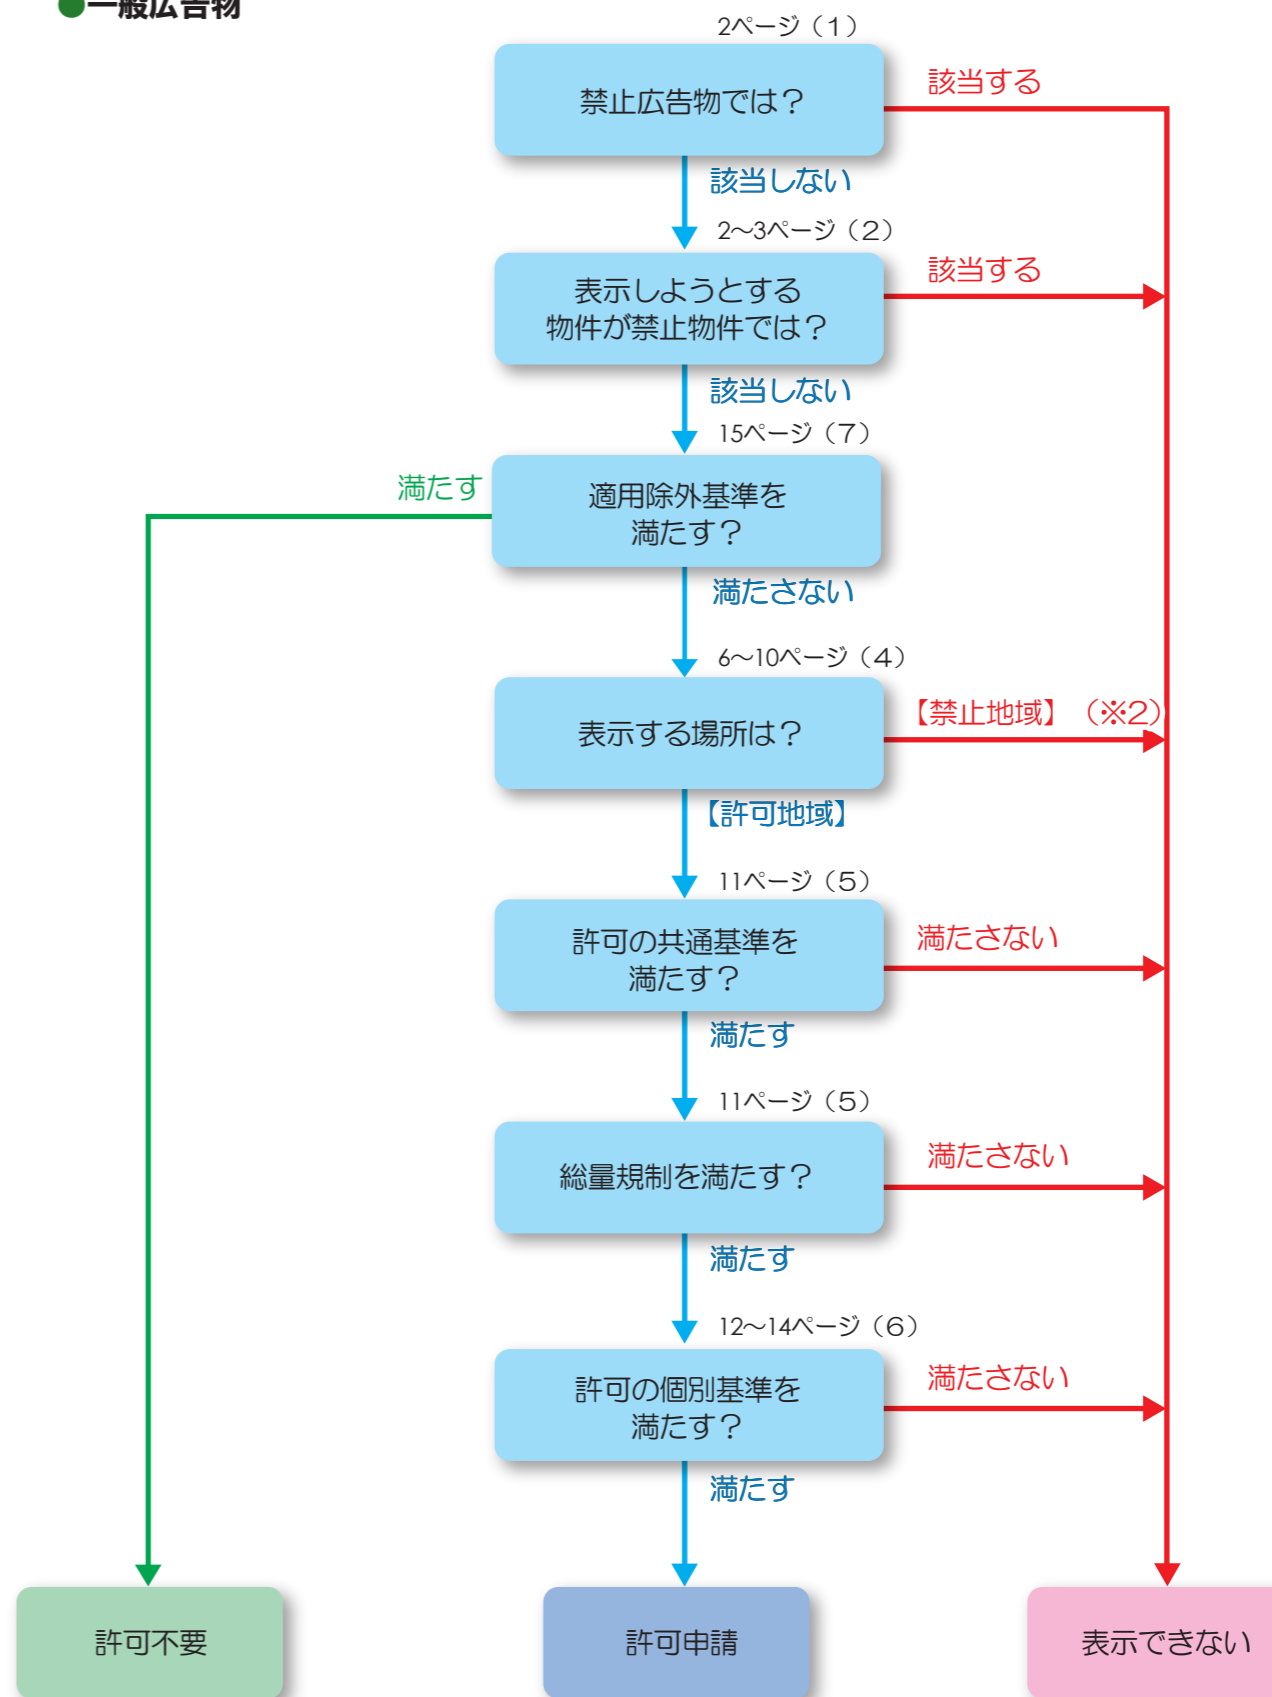 ●一般広告物
2ページ（１）
禁止広告物では？
該当する
該当しない
2〜3ページ（２）
表示しようとする
物件が禁止物件では？
該当する
該当しない
15ページ（７）
適用除外基準を
満たす？
満たす
満たさない
6〜10ページ（４）
表示する場所は？
【禁止地域】（※2）
【許可地域】
11ページ（５）
許可の共通基準を
満たす？
満たさない
満たす
11ページ（５）
総量規制を満たす？
満たさない
満たす
12〜14ページ（６）
許可の個別基準を
満たす？
満たさない
満たす
許可不要
許可申請
表示できない